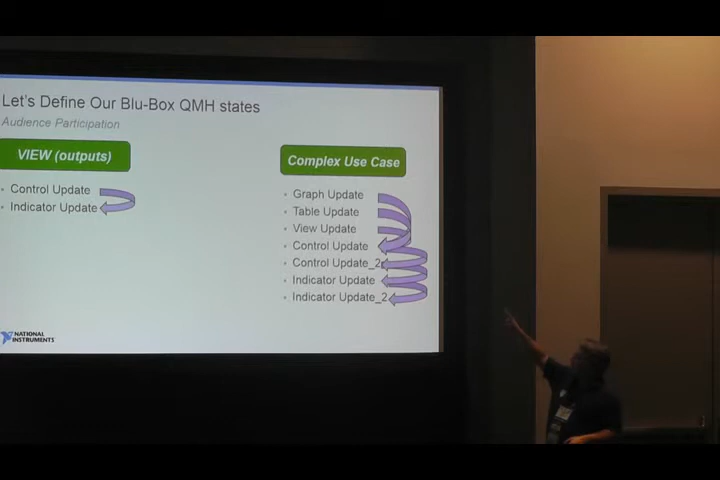 Let's Define Our Blu-Box QMH states
Audience Participation
VIEW (outputs)
• Control Update
• Indicator Update
Complex Use Case
• Graph Update
• Table Update
• View Update
• Control Update
• Control Update_2
• Indicator Update
• Indicator Update_2
NATIONAL
INSTRUMENTS